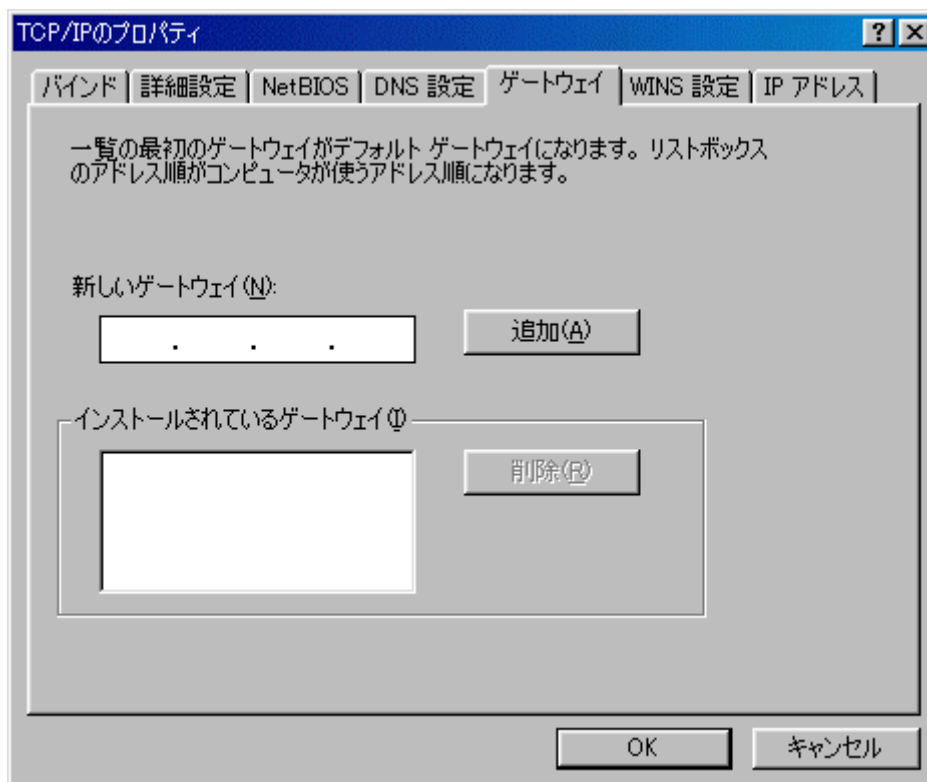 TCP/IPのプロパティ
バインド 詳細設定 NetBIOS DNS 設定 ゲートウェイ WINS 設定 IP アドレス
一覧の最初のゲートウェイがデフォルト ゲートウェイになります。リストボックス
のアドレス順がコンピュータが使うアドレス順になります。
新しいゲートウェイ(N):
. . .
追加(A)
インストールされているゲートウェイ(I)
削除(R)
OK キャンセル